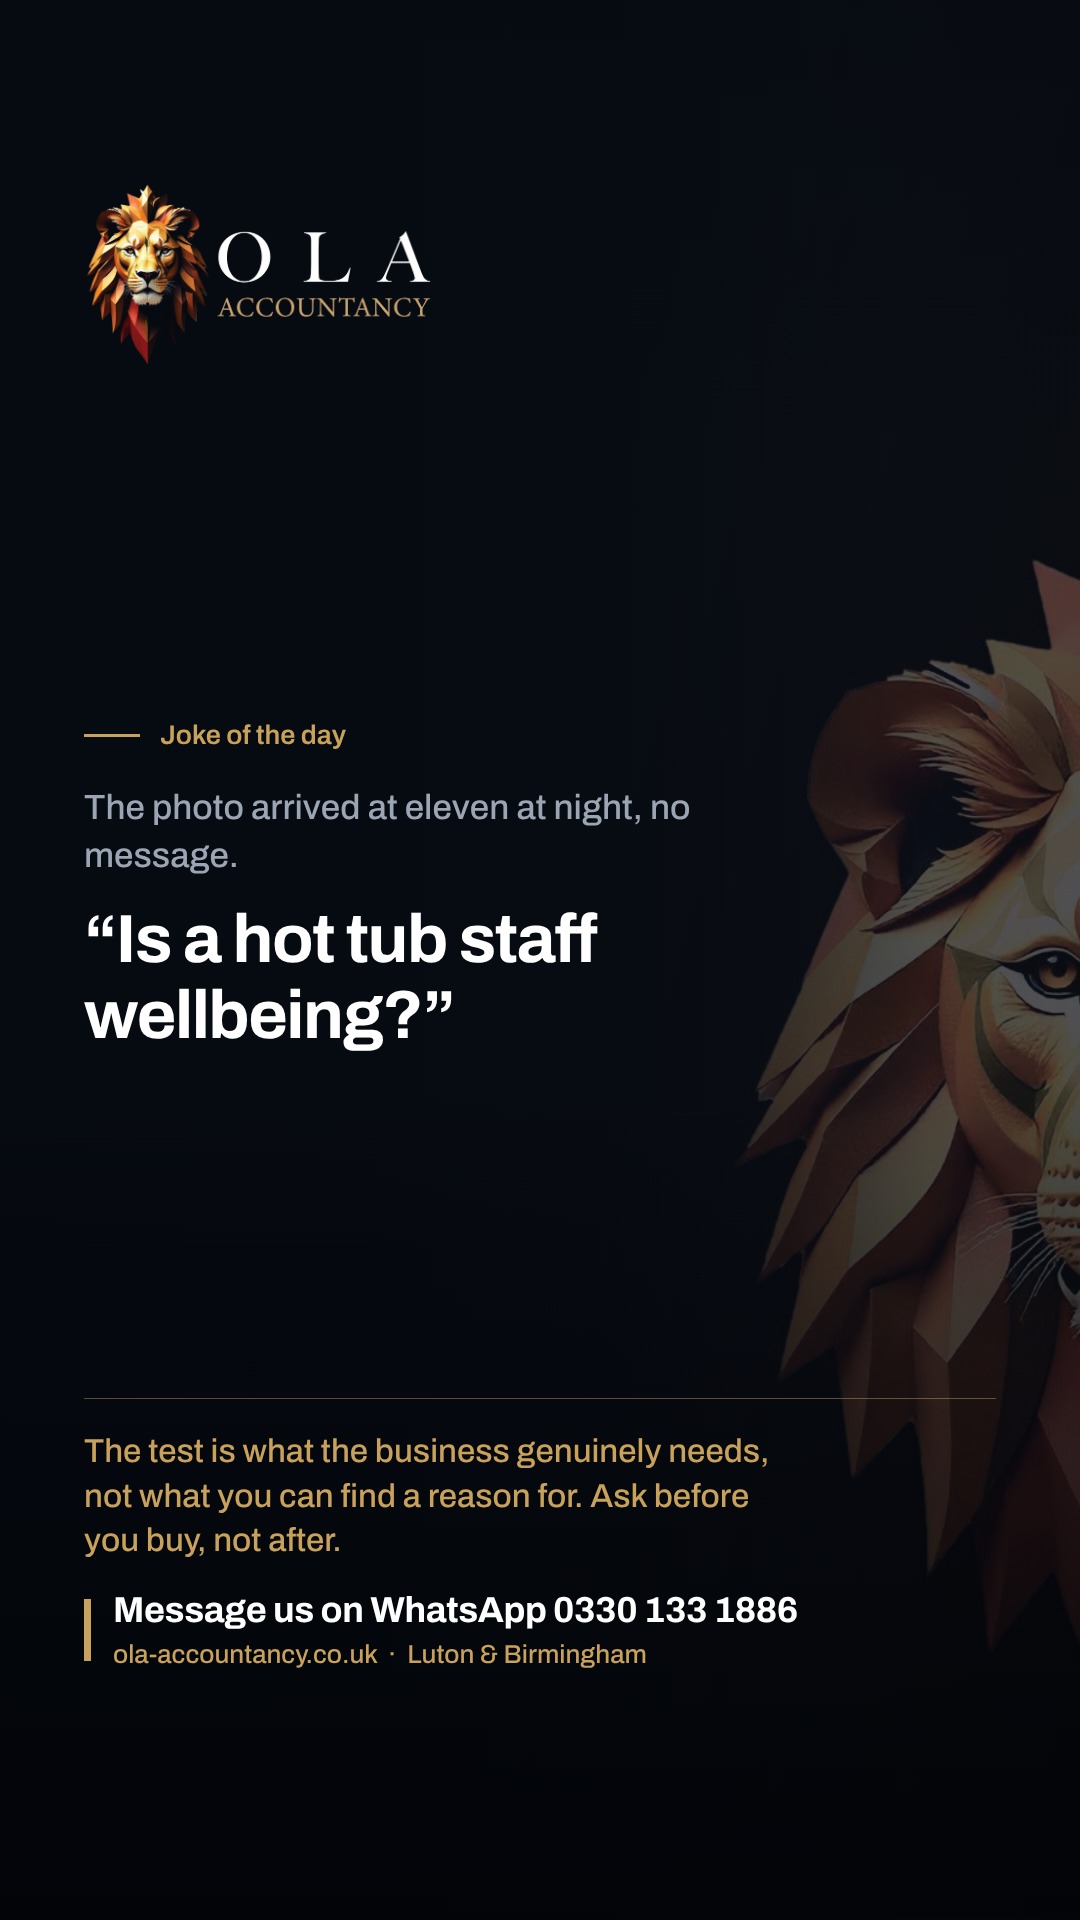 OLA
ACCOUNTANCY
Joke of the day
The photo arrived at eleven at night, no
message.
“Is a hot tub staff
wellbeing?”
The test is what the business genuinely needs,
not what you can find a reason for. Ask before
you buy, not after.
Message us on WhatsApp 0330 133 1886
ola-accountancy.co.uk · Luton & Birmingham